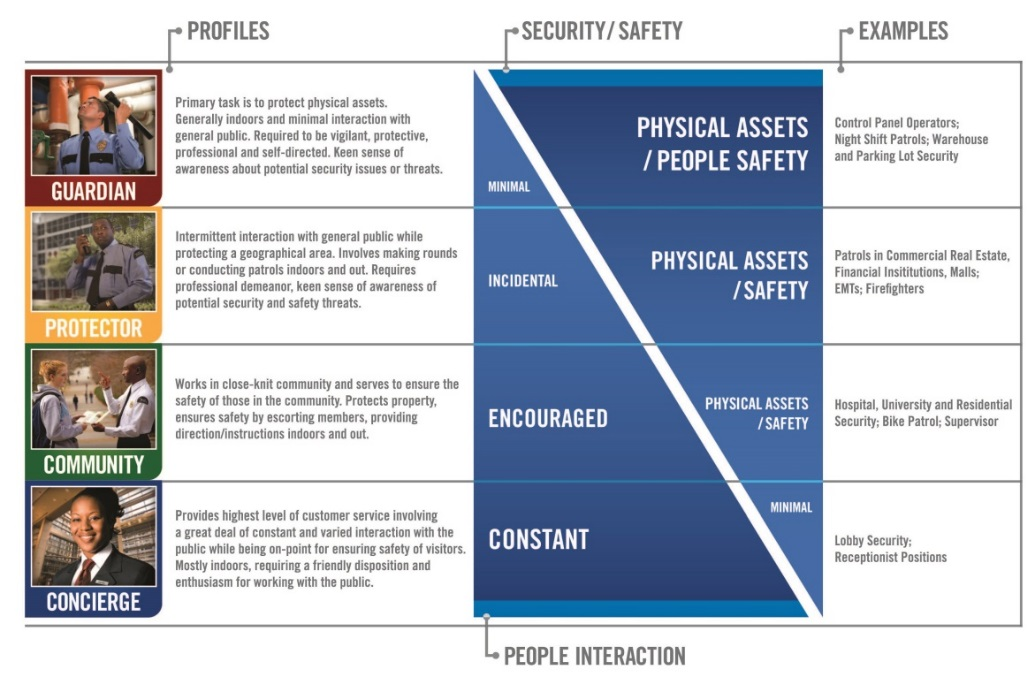 PROFILES
SECURITY/ SAFETY
EXAMPLES
GUARDIAN
Primary task is to protect physical assets.
Generally indoors and minimal interaction with
general public. Required to be vigilant, protective,
professional and self-directed. Keen sense of
awareness about potential security issues or threats.
MINIMAL
PHYSICAL ASSETS
/ PEOPLE SAFETY
Control Panel Operators;
Night Shift Patrols; Warehouse
and Parking Lot Security
PROTECTOR
Intermittent interaction with general public while
protecting a geographical area. Involves making rounds
or conducting patrols indoors and out. Requires
professional demeanor, keen sense of awareness of
potential security and safety threats.
INCIDENTAL
PHYSICAL ASSETS
/ SAFETY
Patrols in Commercial Real Estate,
Financial Insititutions, Malls;
EMTs; Firefighters
COMMUNITY
Works in close-knit community and serves to ensure the
safety of those in the community. Protects property,
ensures safety by escorting members, providing
direction/instructions indoors and out.
ENCOURAGED
PHYSICAL ASSETS
/ SAFETY
Hospital, University and Residential
Security; Bike Patrol; Supervisor
CONCIERGE
Provides highest level of customer service involving
a great deal of constant and varied interaction with the
public while being on-point for ensuring safety of visitors.
Mostly indoors, requiring a friendly disposition and
enthusiasm for working with the public.
CONSTANT
MINIMAL
Lobby Security;
Receptionist Positions
PEOPLE INTERACTION